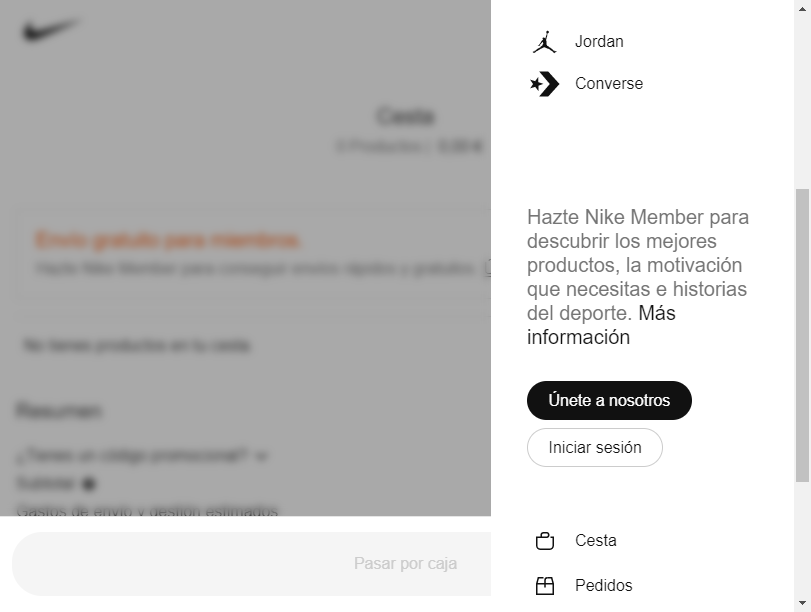 Jordan
Converse
Cesta
0 Productos | 0,00 €
Envío gratuito para miembros.
Hazte Nike Member para conseguir envíos rápidos y gratuitos.
No tienes productos en tu cesta.
Resumen
¿Tienes un código promocional?
Subtotal
Gastos de envío y gestión estimados
Pasar por caja
Hazte Nike Member para
descubrir los mejores
productos, la motivación
que necesitas e historias
del deporte. Más
información
Únete a nosotros
Iniciar sesión
Cesta
Pedidos